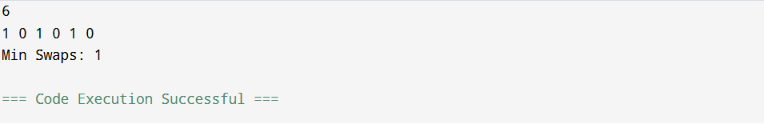 6
1 0 1 0 1 0
Min Swaps: 1
=== Code Execution Successful ===